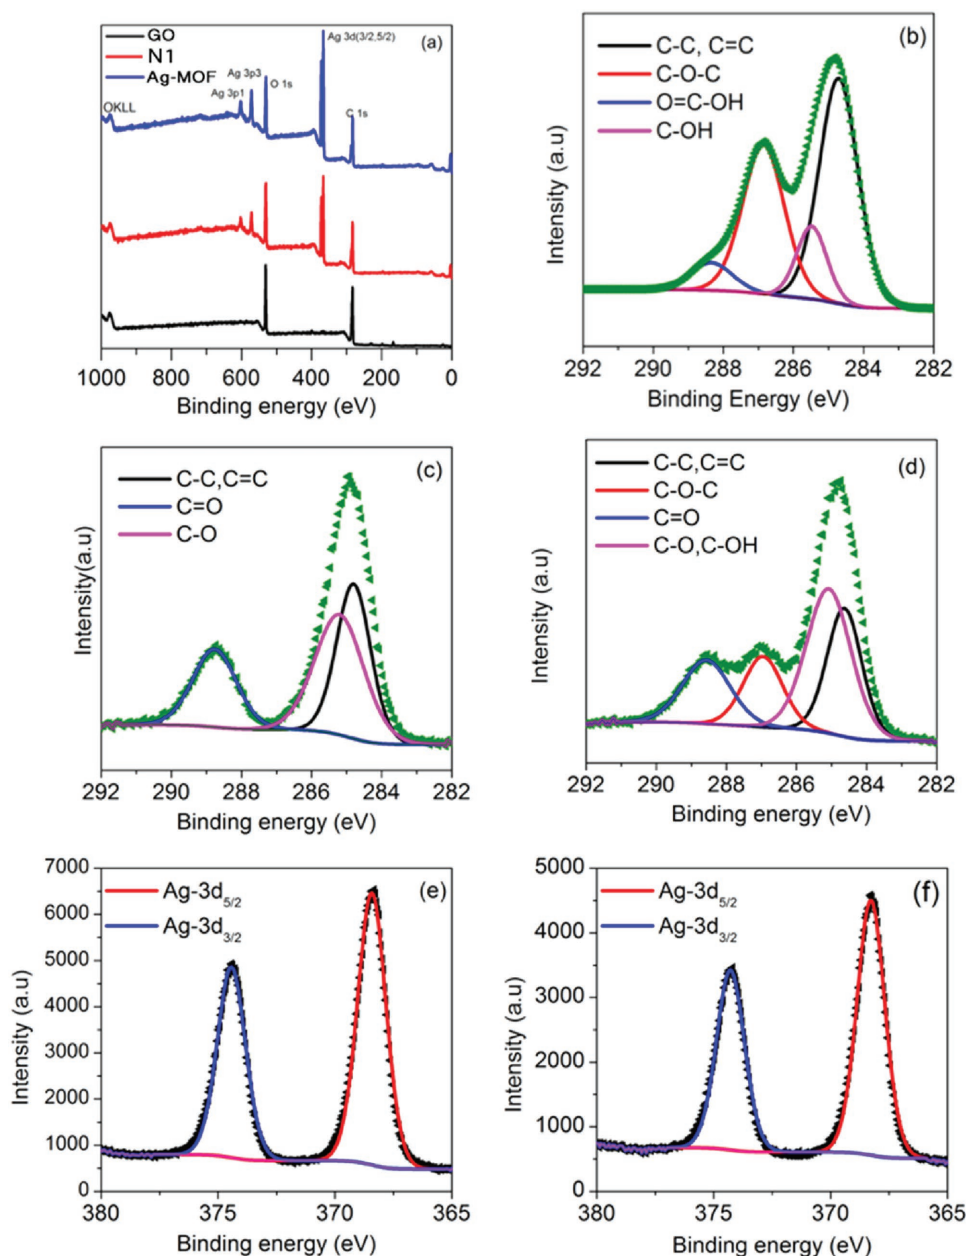 GO
N1
Ag-MOF
(a)
Ag 3d(3/2,5/2)
Ag 3p3
O 1s
Ag 3p1
C 1s
OKLL
1000 800 600 400 200 0
Binding energy (eV)
(b)
C-C, C=C
C-O-C
O=C-OH
C-OH
Intensity (a.u)
292 290 288 286 284 282
Binding Energy (eV)
(c)
C-C,C=C
C=O
C-O
Intensity(a.u)
292 290 288 286 284 282
Binding energy (eV)
(d)
C-C,C=C
C-O-C
C=O
C-O,C-OH
Intensity (a.u)
292 290 288 286 284 282
Binding energy (eV)
(e)
Ag-3d5/2
Ag-3d3/2
Intensity (a.u)
7000
6000
5000
4000
3000
2000
1000
0
380 375 370 365
Binding energy (eV)
(f)
Ag-3d5/2
Ag-3d3/2
Intensity (a.u)
5000
4000
3000
2000
1000
0
380 375 370 365
Binding energy (eV)